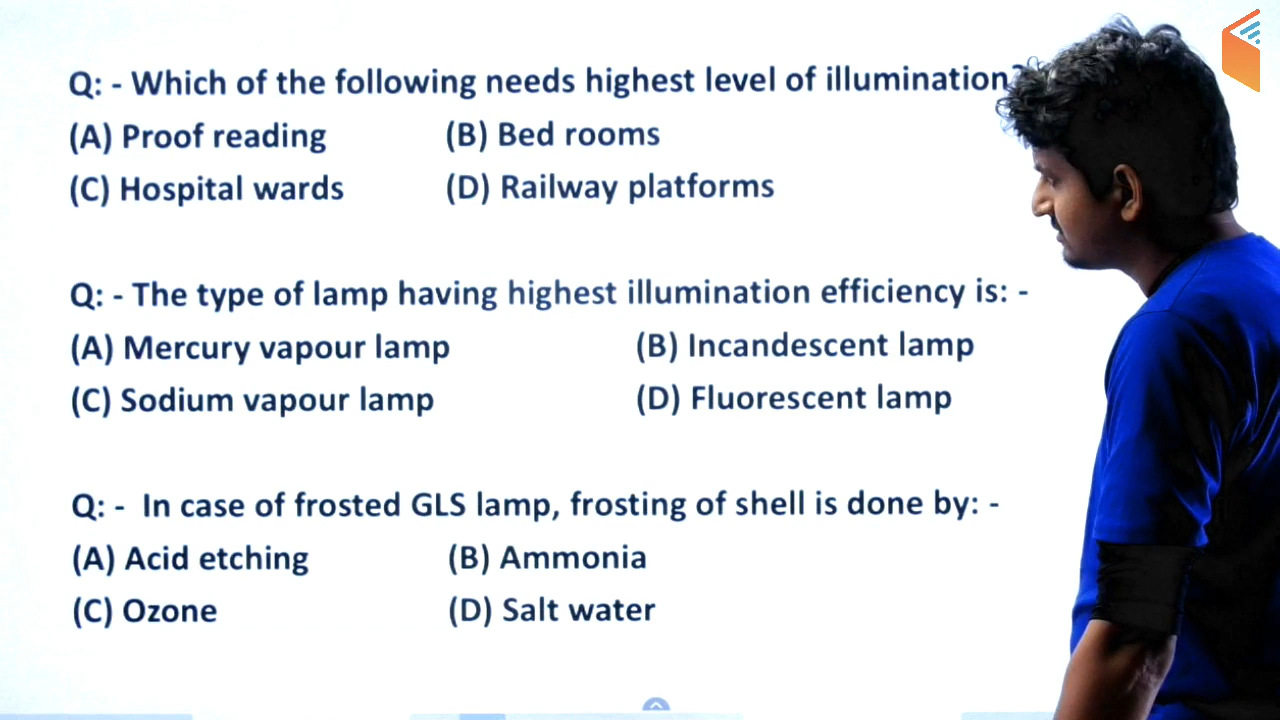 Q: - Which of the following needs highest level of illumination?
(A) Proof reading (B) Bed rooms
(C) Hospital wards (D) Railway platforms
Q: - The type of lamp having highest illumination efficiency is: -
(A) Mercury vapour lamp (B) Incandescent lamp
(C) Sodium vapour lamp (D) Fluorescent lamp
Q: - In case of frosted GLS lamp, frosting of shell is done by: -
(A) Acid etching (B) Ammonia
(C) Ozone (D) Salt water